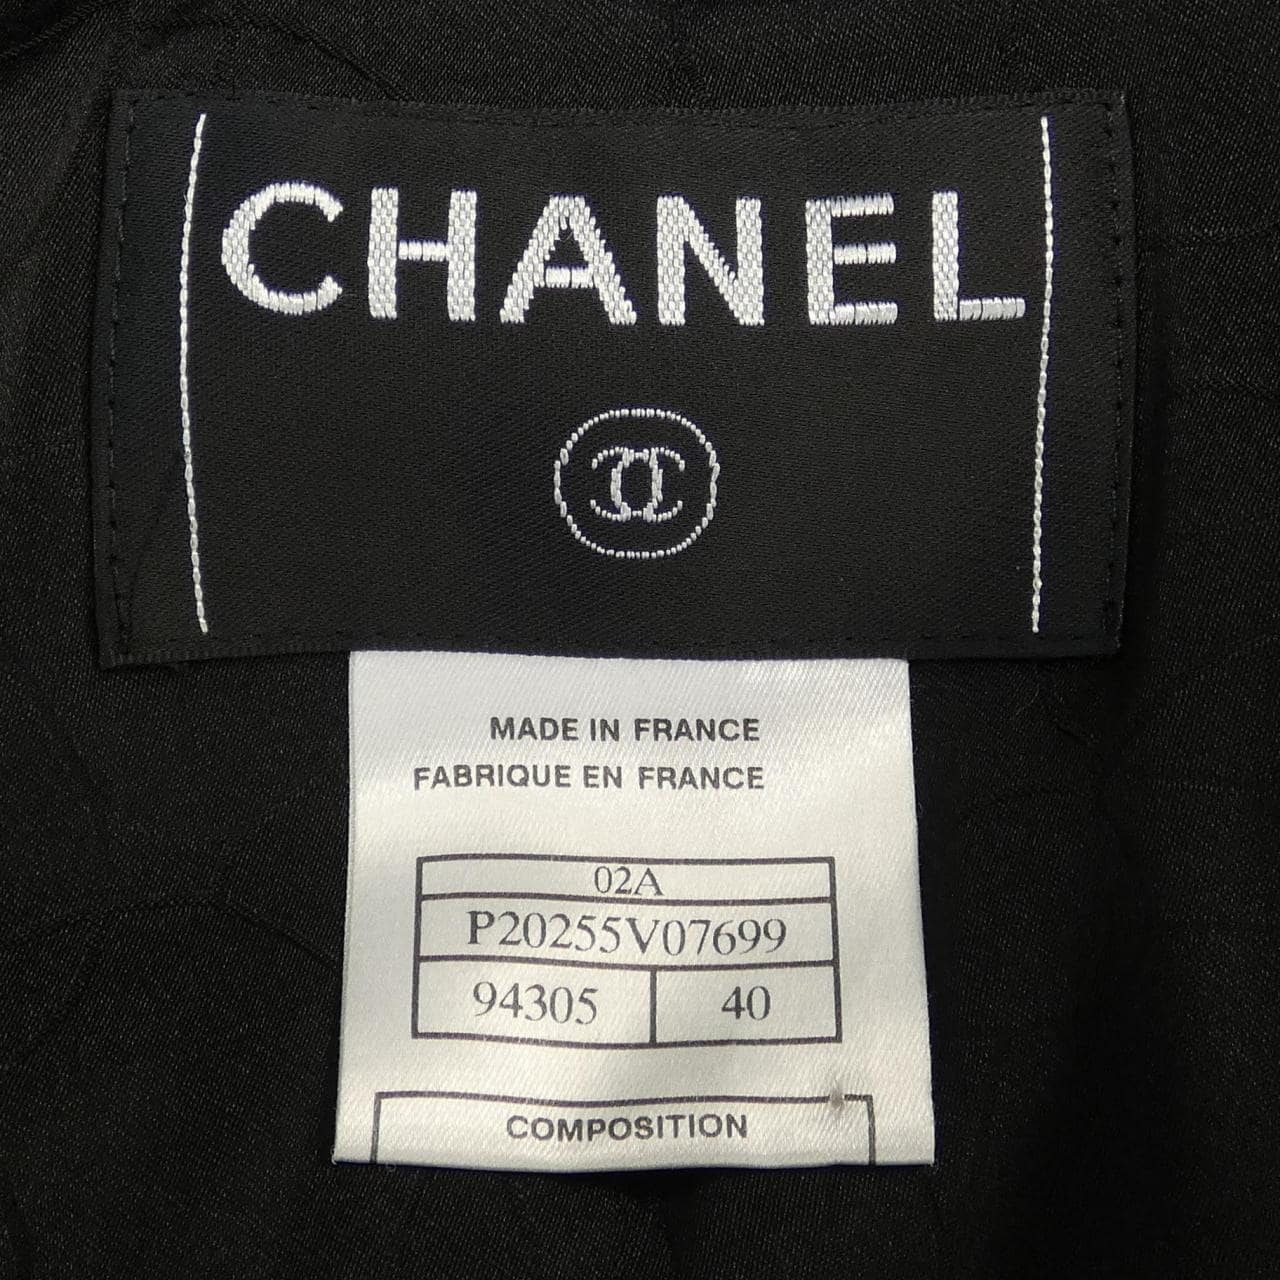 CHANEL
MADE IN FRANCE
FABRIQUE EN FRANCE
02A
P20255V07699
94305 40
COMPOSITION